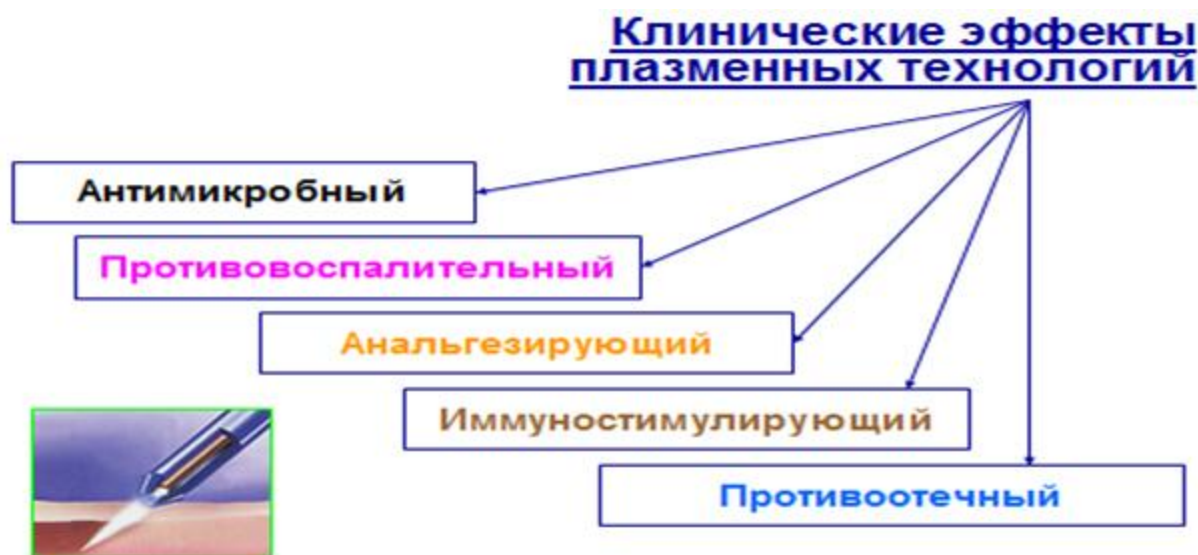 Клинические эффекты
плазменных технологий
Антимикробный
Противовоспалительный
Анальгезирующий
Иммуностимулирующий
Противоотечный